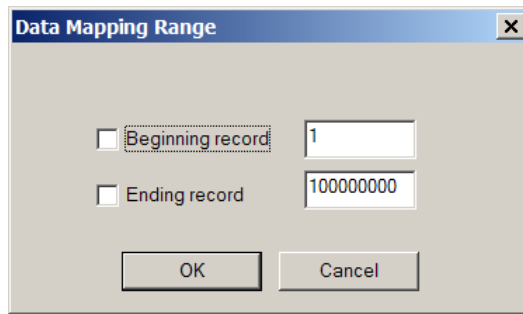 Data Mapping Range
Beginning record 1
Ending record 100000000
OK Cancel